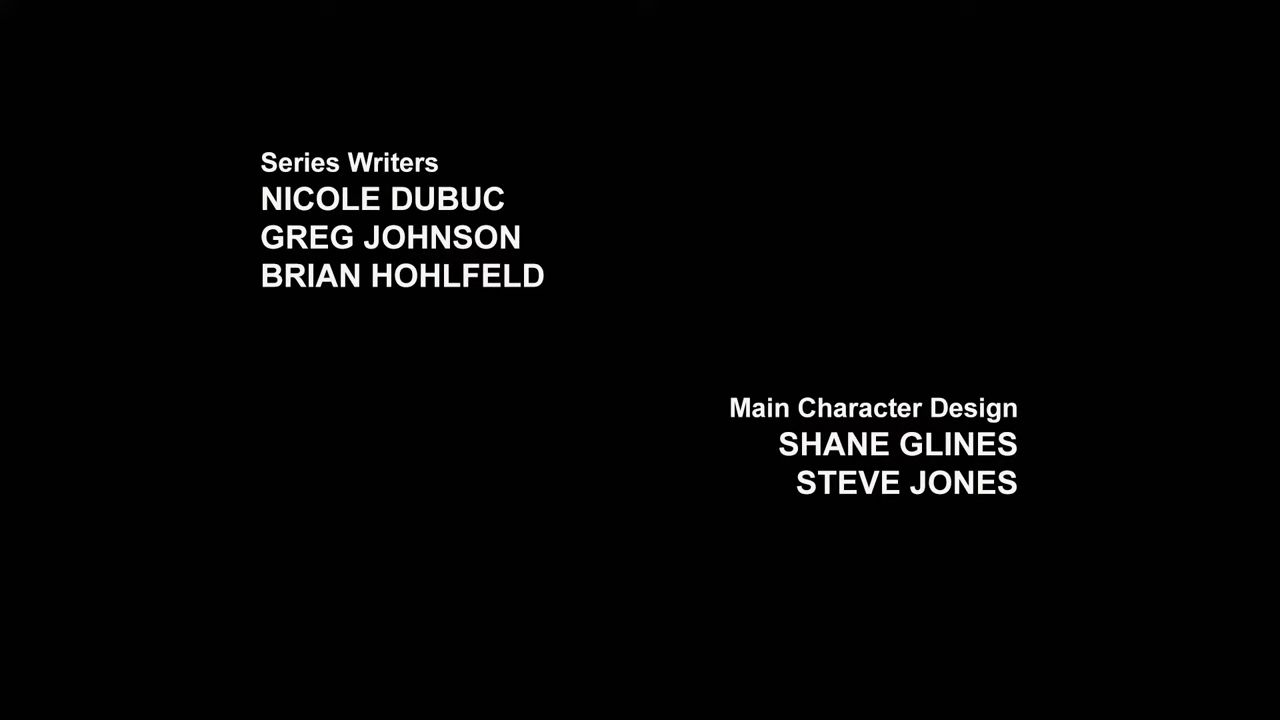 Series Writers
NICOLE DUBUC
GREG JOHNSON
BRIAN HOHLFELD
Main Character Design
SHANE GLINES
STEVE JONES